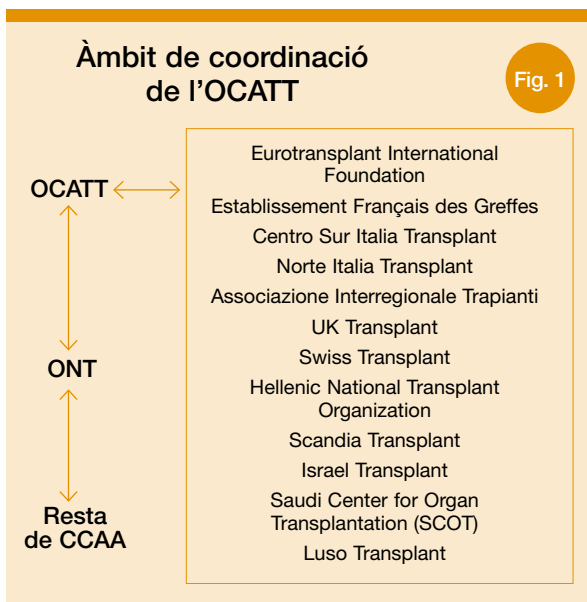 Àmbit de coordinació
de l'OCATT
Fig. 1
OCATT
ONT
Resta
de CCAA
Eurotransplant International
Foundation
Establissement Français des Greffes
Centro Sur Italia Transplant
Norte Italia Transplant
Associazione Interregionale Trapianti
UK Transplant
Swiss Transplant
Hellenic National Transplant
Organization
Scandia Transplant
Israel Transplant
Saudi Center for Organ
Transplantation (SCOT)
Luso Transplant